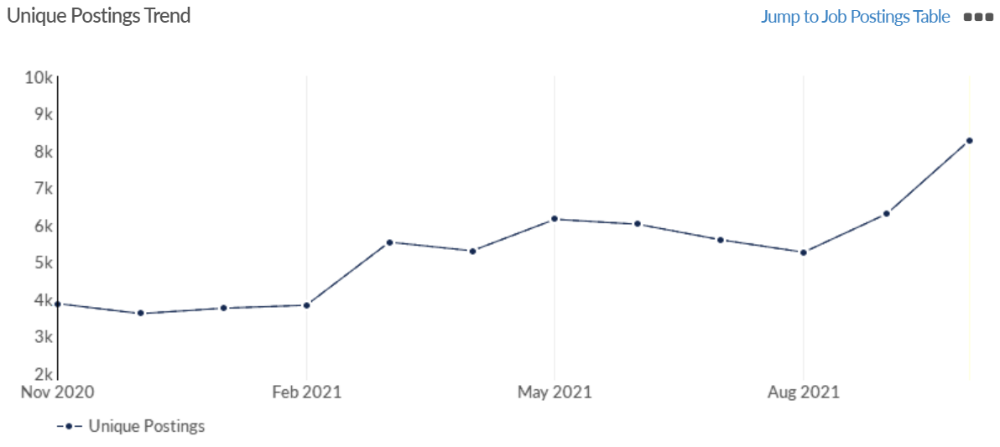 Unique Postings Trend
Jump to Job Postings Table
10k
9k
8k
7k
6k
5k
4k
3k
2k
Nov 2020 Feb 2021 May 2021 Aug 2021
Unique Postings